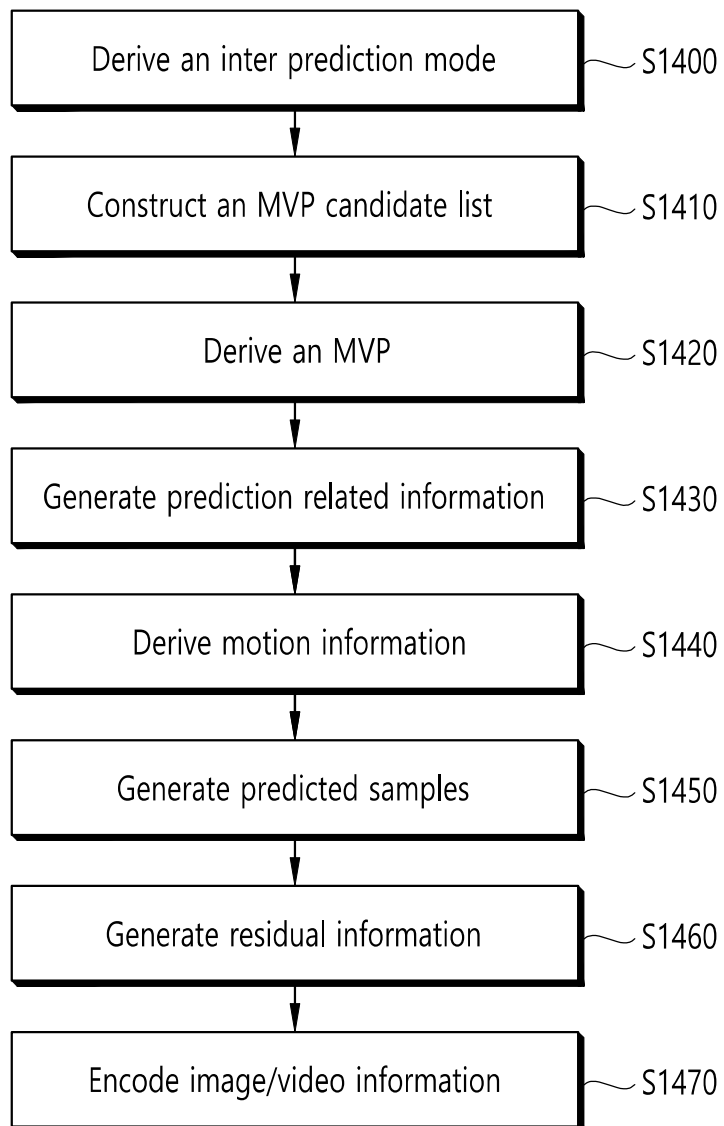 Derive an inter prediction mode S1400
Construct an MVP candidate list S1410
Derive an MVP S1420
Generate prediction related information S1430
Derive motion information S1440
Generate predicted samples S1450
Generate residual information S1460
Encode image/video information S1470